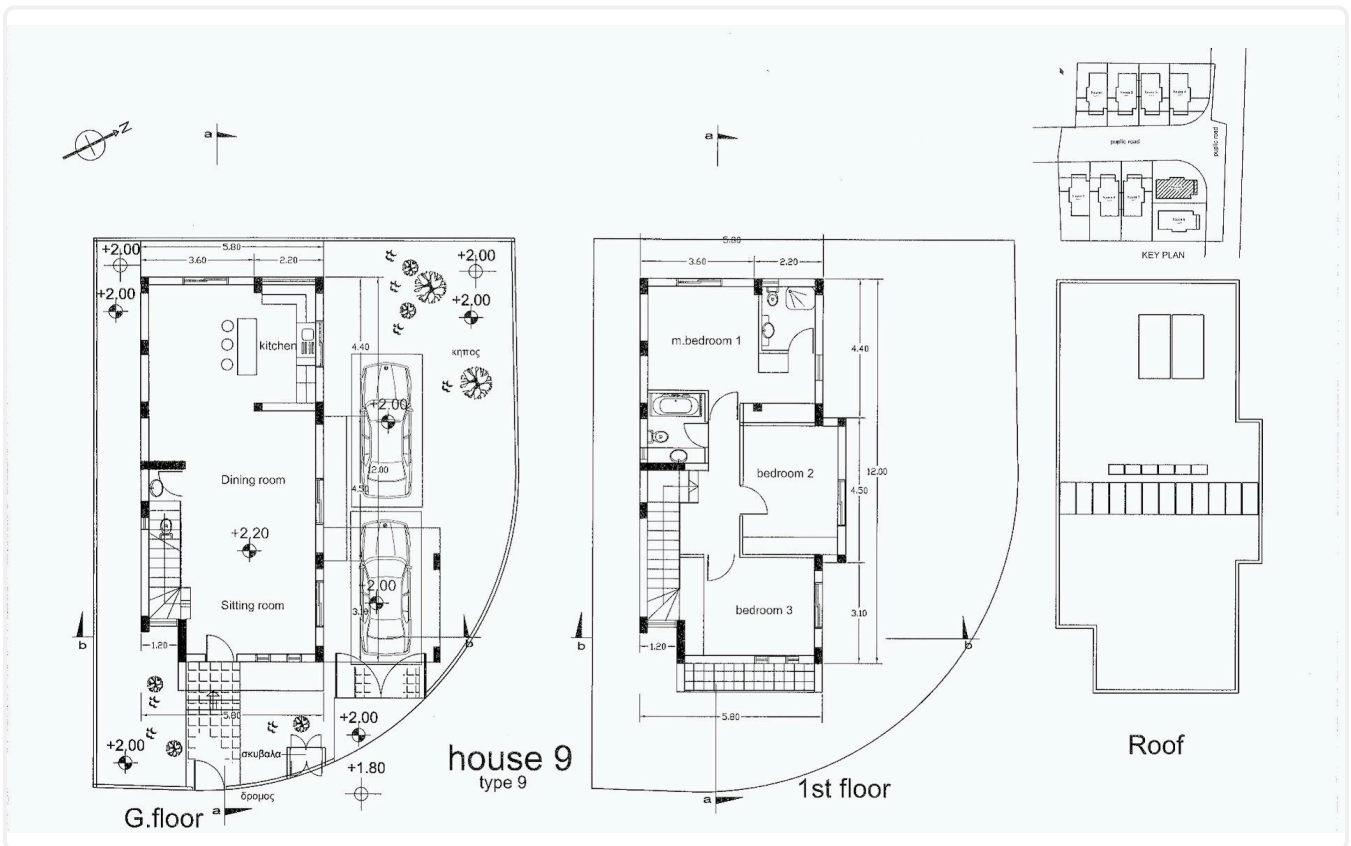 N
a
a
puplic road
puplic road
KEY PLAN
+2.00
5.80
3.60
2.20
+2.00
+2.00
+2.00
kitchen
4.40
κηπος
+2.00
12.00
4.50
Dining room
+2.20
+2.00
Sitting room
3.10
b
b
1.20
5.80
+2.00
+2.00
σκυβαλα
+1.80
δρομος
a
G.floor
house 9
type 9
5.80
3.60
2.20
m.bedroom 1
4.40
bedroom 2
12.00
4.50
bedroom 3
3.10
b
b
1.20
5.80
a
1st floor
Roof